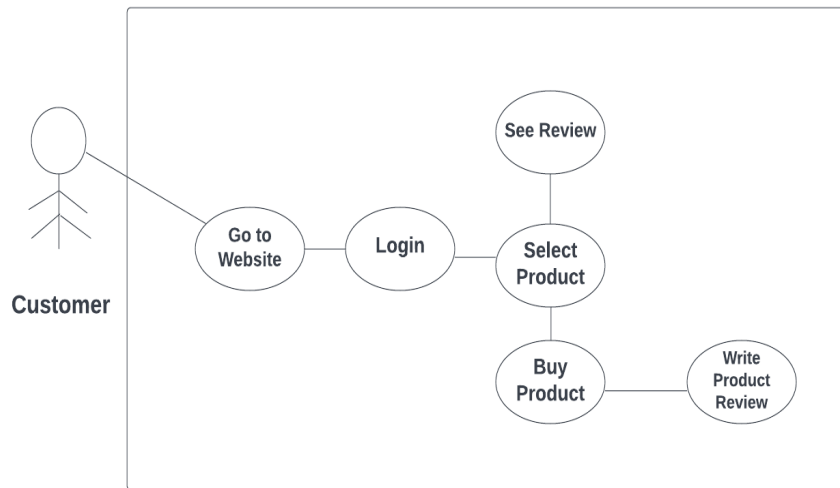 See Review
Go to
Website
Login
Select
Product
Customer
Buy
Product
Write
Product
Review